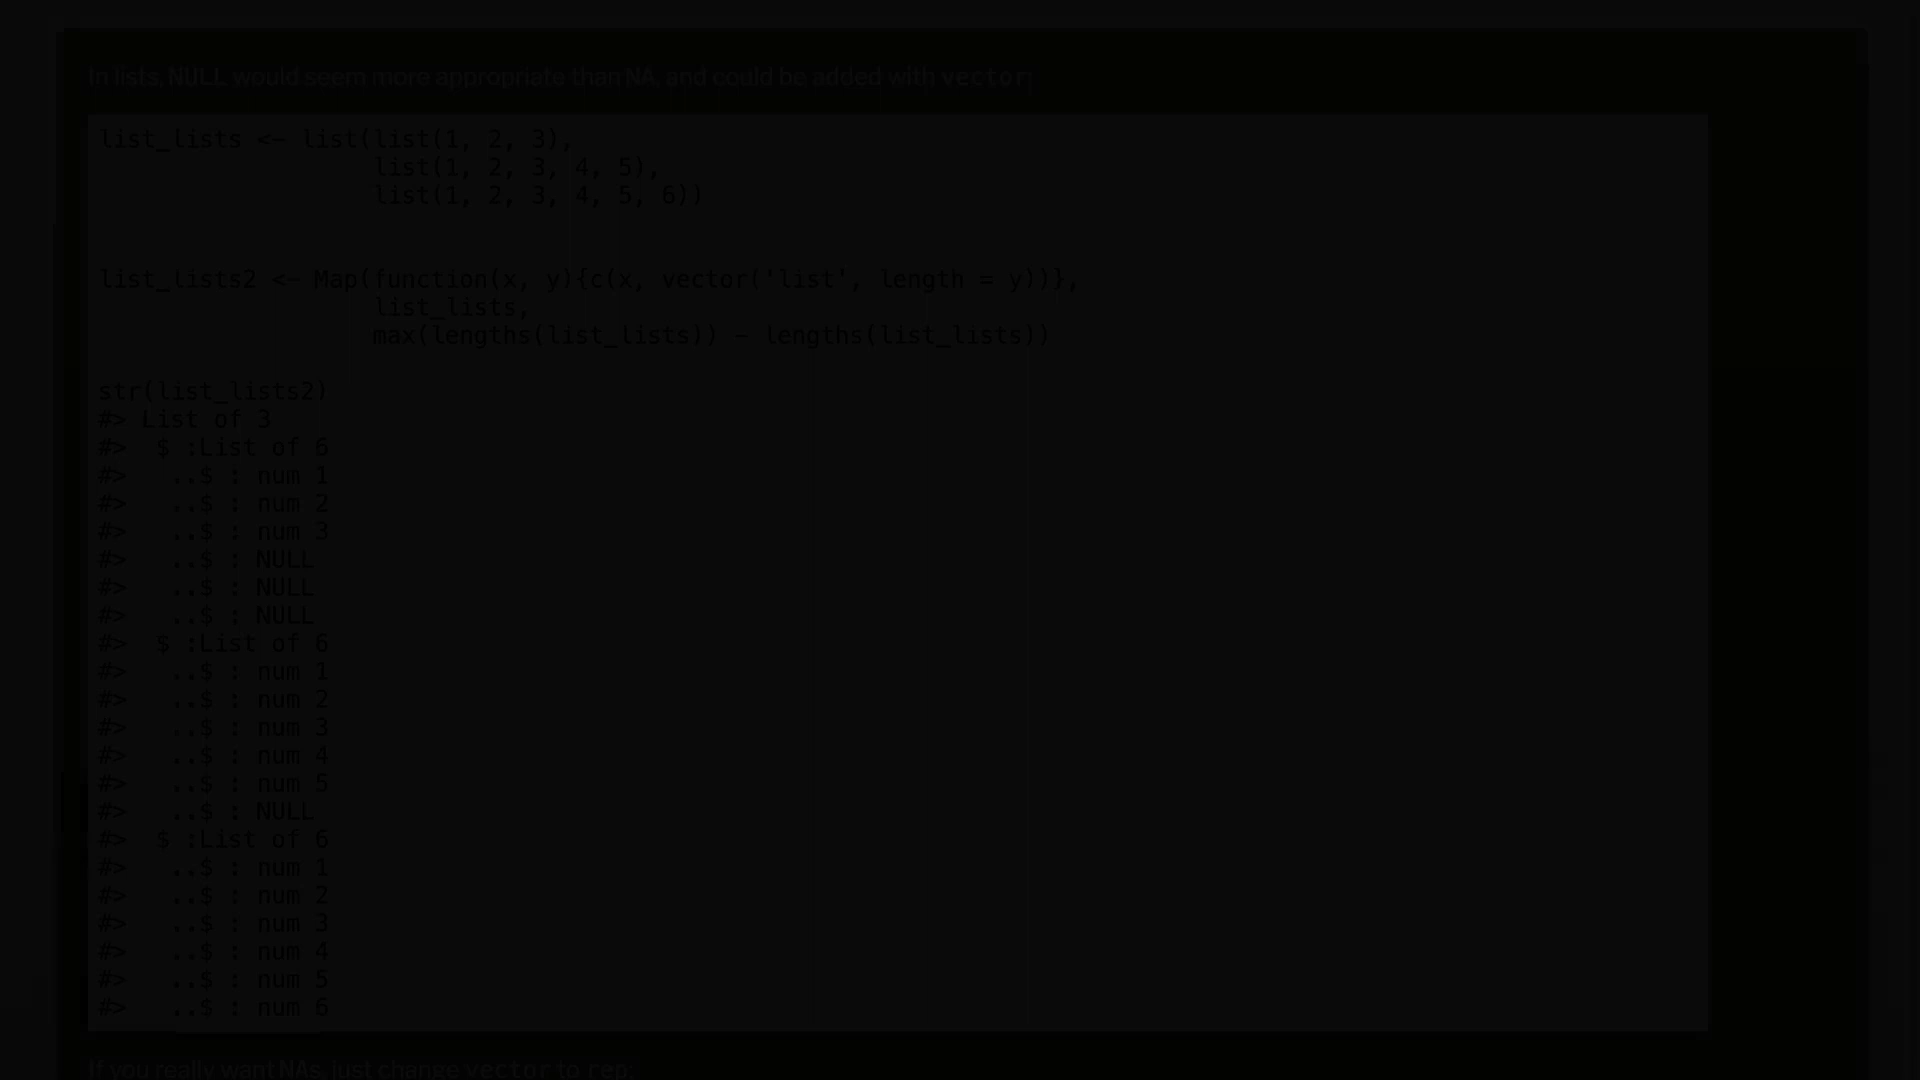 In lists, NULL would seem more appropriate than NA, and could be added with vector:
list_lists <- list(list(1, 2, 3),
                   list(1, 2, 3, 4, 5),
                   list(1, 2, 3, 4, 5, 6))
list_lists2 <- Map(function(x, y){c(x, vector('list', length = y))},
                   list_lists,
                   max(lengths(list_lists)) - lengths(list_lists))
str(list_lists2)
#> List of 3
#>  $ :List of 6
#>   ..$ : num 1
#>   ..$ : num 2
#>   ..$ : num 3
#>   ..$ : NULL
#>   ..$ : NULL
#>   ..$ : NULL
#>  $ :List of 6
#>   ..$ : num 1
#>   ..$ : num 2
#>   ..$ : num 3
#>   ..$ : num 4
#>   ..$ : num 5
#>   ..$ : NULL
#>  $ :List of 6
#>   ..$ : num 1
#>   ..$ : num 2
#>   ..$ : num 3
#>   ..$ : num 4
#>   ..$ : num 5
#>   ..$ : num 6
If you really want NAs, just change vector to rep: